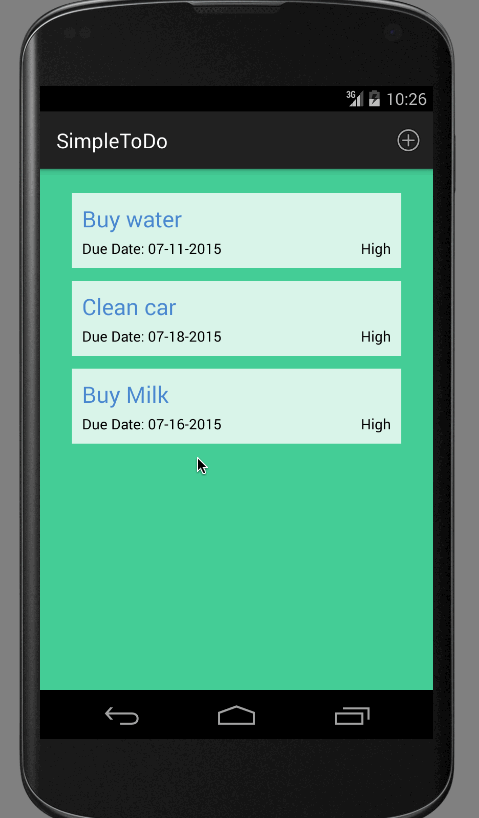 3G 10:26
SimpleToDo
Buy water
Due Date: 07-11-2015 High
Clean car
Due Date: 07-18-2015 High
Buy Milk
Due Date: 07-16-2015 High